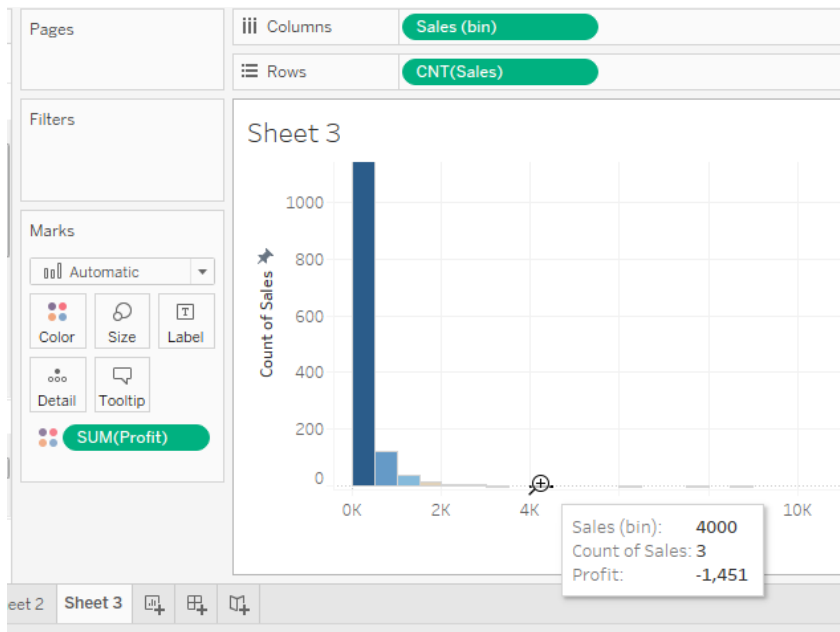 Pages
Columns
Sales (bin)
Rows
CNT(Sales)
Filters
Sheet 3
Marks
Automatic
Color
Size
Label
Detail
Tooltip
SUM(Profit)
Count of Sales
1000
800
600
400
200
0
0K
2K
4K
10K
Sales (bin): 4000
Count of Sales: 3
Profit: -1,451
eet 2
Sheet 3